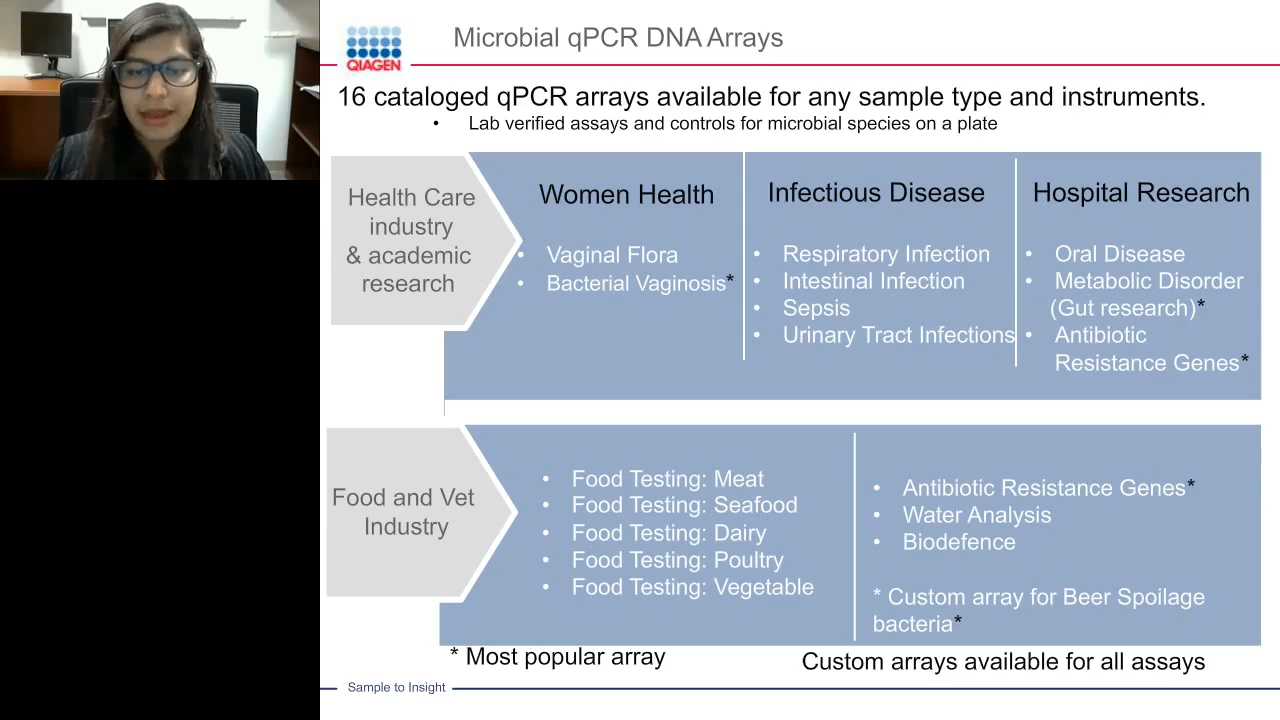 QIAGEN
Microbial qPCR DNA Arrays
16 cataloged qPCR arrays available for any sample type and instruments.
• Lab verified assays and controls for microbial species on a plate
Health Care
industry
& academic
research
Women Health
• Vaginal Flora
• Bacterial Vaginosis*
Infectious Disease
• Respiratory Infection
• Intestinal Infection
• Sepsis
• Urinary Tract Infections
Hospital Research
• Oral Disease
• Metabolic Disorder
(Gut research)*
• Antibiotic
Resistance Genes*
Food and Vet
Industry
• Food Testing: Meat
• Food Testing: Seafood
• Food Testing: Dairy
• Food Testing: Poultry
• Food Testing: Vegetable
• Antibiotic Resistance Genes*
• Water Analysis
• Biodefence
* Custom array for Beer Spoilage
bacteria*
* Most popular array
Custom arrays available for all assays
Sample to Insight